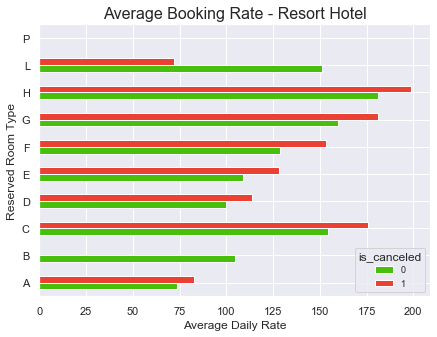 Average Booking Rate - Resort Hotel
Reserved Room Type
P
L
H
G
F
E
D
C
B
A
is_canceled
0
1
0 25 50 75 100 125 150 175 200
Average Daily Rate